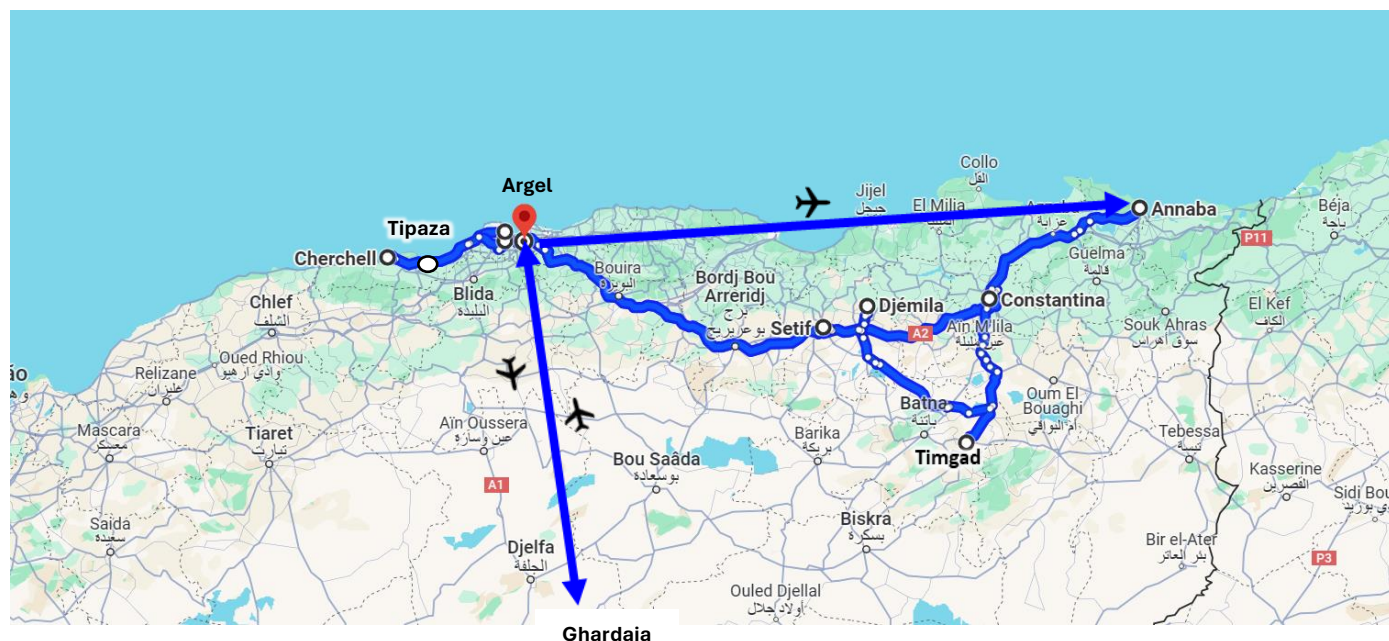 Collo
القل
Argel
Jijel
جيجل
El Milia
عزابة
Annaba
Béja
باجة
Tipaza
P11
Cherchell
Bouira
البويرة
Guelma
قالمة
Blida
البليدة
Bordj Bou
Arreridj
برج
بوعريريج
Constantina
Djémila
El Kef
الكاف
Chlef
الشلف
Setif
A2
Aïn M'lila
عين مليلة
Souk Ahras
سوق أهراس
Oued Rhiou
وادي ارهيو
Relizane
غليزان
Batna
باتنة
Oum El
Bouaghi
أم البواقي
Mascara
معسكر
Tiaret
تيارت
Aïn Oussera
عين وسارة
Barika
بريكة
Tebessa
تبسة
Timgad
Bou Saâda
بوسعادة
Kasserine
القصرين
A1
Sidi Bou
Saida
سعيدة
Biskra
بسكرة
Djelfa
الجلفة
Bir el-Ater
بئر العاتر
P3
Ouled Djellal
أولاد جلال
Ghardaia